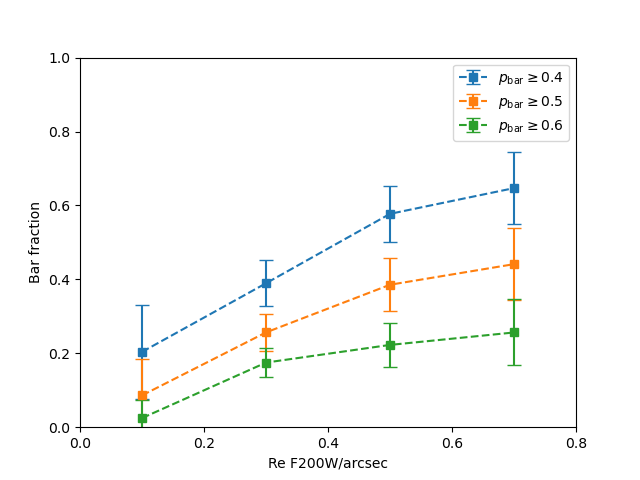 1.0
0.8
0.6
0.4
0.2
0.0
Bar fraction
0.0 0.2 0.4 0.6 0.8
Re F200W/arcsec
p_bar ≥ 0.4
p_bar ≥ 0.5
p_bar ≥ 0.6